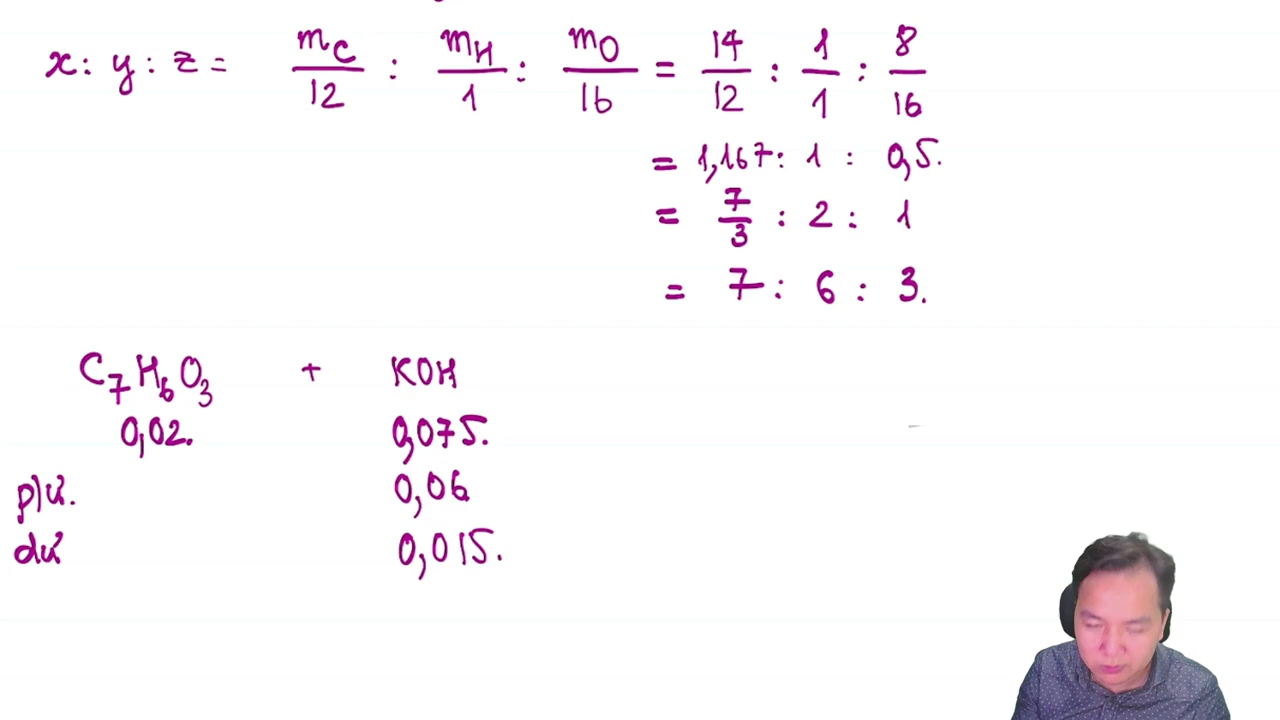 x : y : z = mC/12 : mH/1 : mO/16 = 14/12 : 1/1 : 8/16
= 1,167 : 1 : 0,5.
= 7/3 : 2 : 1
= 7 : 6 : 3.
C7H6O3 + KOH
0,02. 0,075.
p/ư. 0,06
dư 0,015.